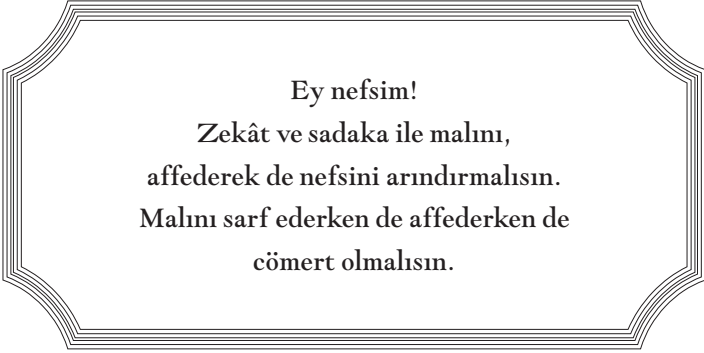 Ey nefsim!
Zekât ve sadaka ile malını,
affederek de nefsini arındırmalısın.
Malını sarf ederken de affederken de
cömert olmalısın.